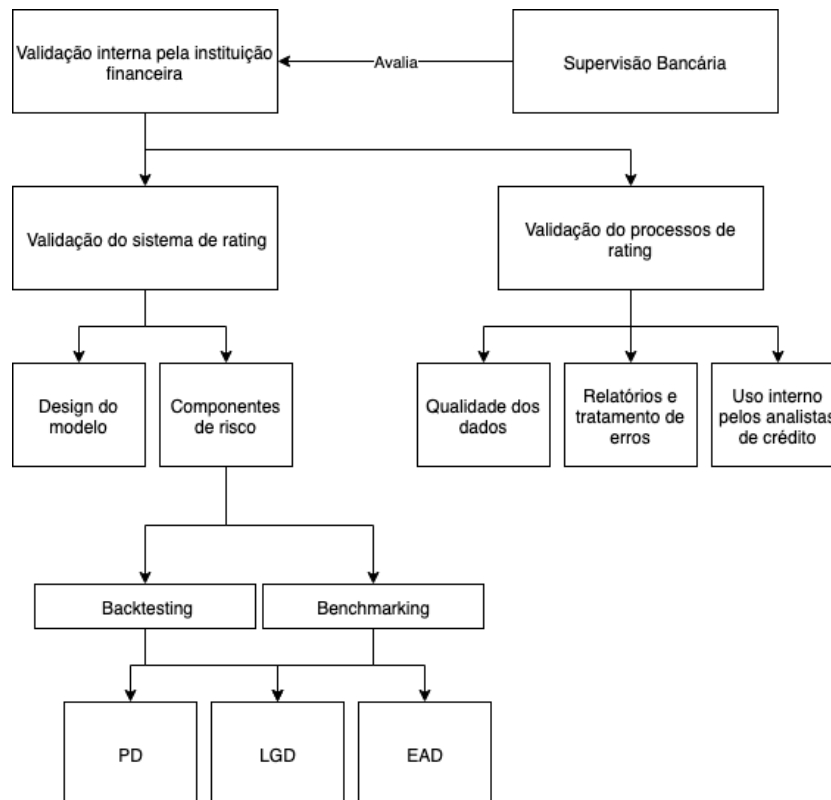 Validação interna pela instituição
financeira
Avalia
Supervisão Bancária
Validação do sistema de rating
Validação do processos de
rating
Design do
modelo
Componentes
de risco
Qualidade dos
dados
Relatórios e
tratamento de
erros
Uso interno
pelos analistas
de crédito
Backtesting
Benchmarking
PD
LGD
EAD